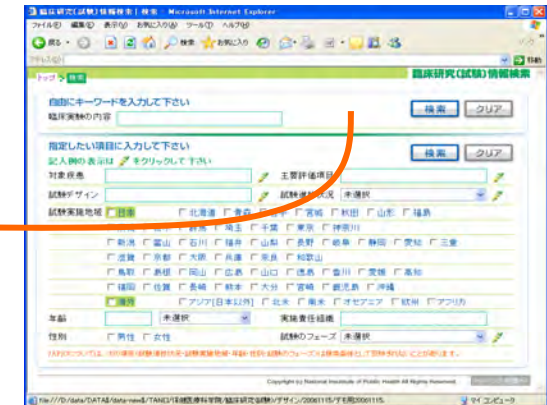 臨床研究(試験)情報検索 | 検索 - Microsoft Internet Explorer
ファイル(F) 編集(E) 表示(V) お気に入り(A) ツール(T) ヘルプ(H)
戻る 検索 お気に入り
アドレス(D) 移動
トップ > 検索 臨床研究(試験)情報検索
自由にキーワードを入力して下さい
臨床実験の内容 検索 クリア
指定したい項目に入力して下さい 検索 クリア
記入例の表示は をクリックして下さい
対象疾患 主要評価項目
試験デザイン 試験進捗状況 未選択
試験実施地域 日本 北海道 青森 岩手 宮城 秋田 山形 福島
群馬 埼玉 千葉 東京 神奈川
新潟 富山 石川 福井 山梨 長野 岐阜 静岡 愛知 三重
滋賀 京都 大阪 兵庫 奈良 和歌山
鳥取 島根 岡山 広島 山口 徳島 香川 愛媛 高知
福岡 佐賀 長崎 熊本 大分 宮崎 鹿児島 沖縄
海外 アジア(日本以外) 北米 南米 オセアニア 欧州 アフリカ
年齢 未選択 実施責任組織
性別 男性 女性 試験のフェーズ 未選択
Copyright by National Institute of Public Health All Rights Reserved.
マイ コンピュータ